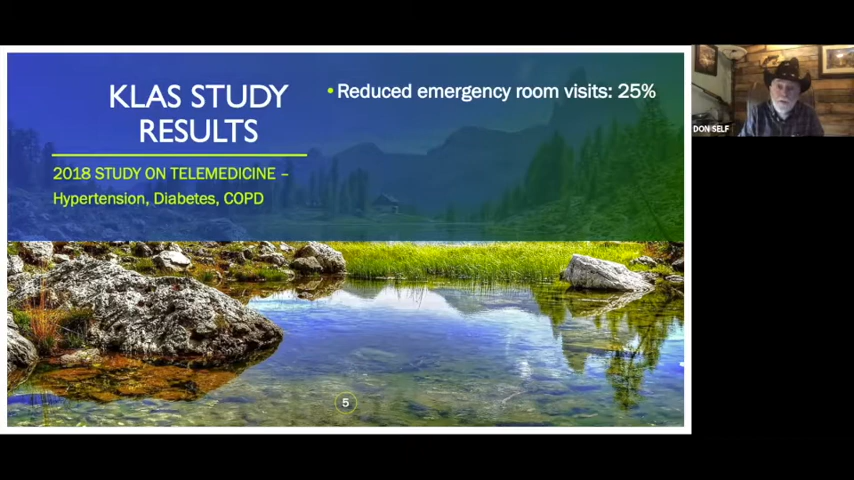 KLAS STUDY
RESULTS
2018 STUDY ON TELEMEDICINE –
Hypertension, Diabetes, COPD
• Reduced emergency room visits: 25%
5
DON SELF